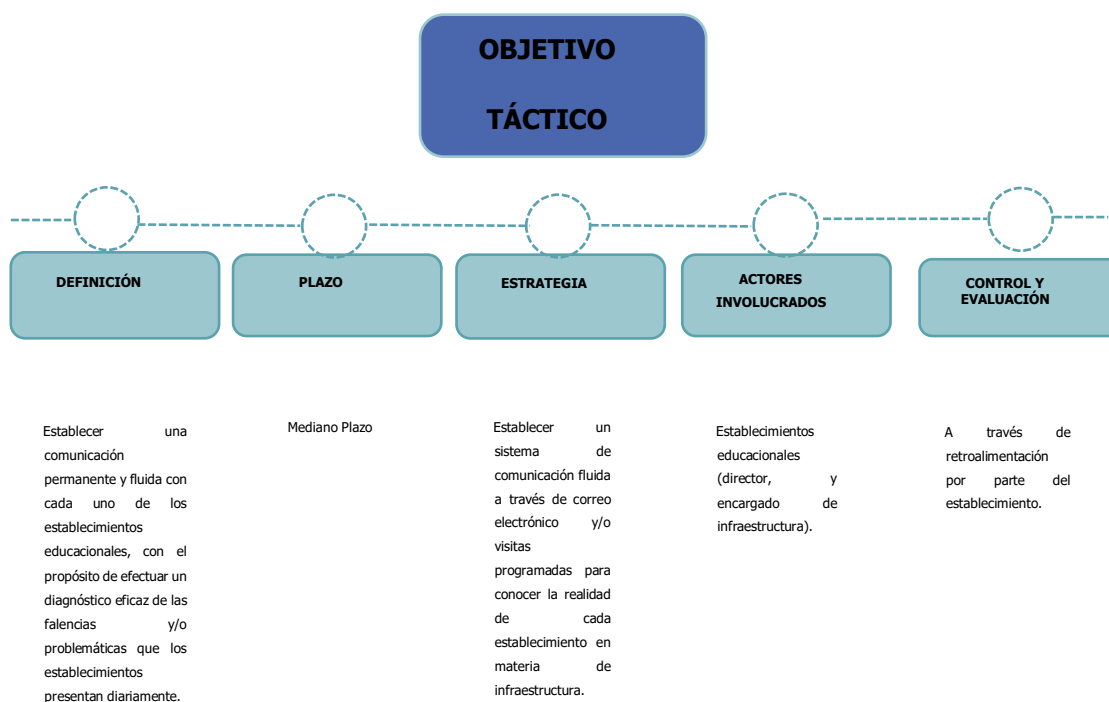 OBJETIVO
TÁCTICO
DEFINICIÓN
PLAZO
ESTRATEGIA
ACTORES
INVOLUCRADOS
CONTROL Y
EVALUACIÓN
Establecer una
comunicación
permanente y fluida con
cada uno de los
establecimientos
educacionales, con el
propósito de efectuar un
diagnóstico eficaz de las
falencias y/o
problemáticas que los
establecimientos
presentan diariamente.
Mediano Plazo
Establecer un
sistema de
comunicación fluida
a través de correo
electrónico y/o
visitas
programadas para
conocer la realidad
de cada
establecimiento en
materia de
infraestructura.
Establecimientos
educacionales
(director, y
encargado de
infraestructura).
A través de
retroalimentación
por parte del
establecimiento.